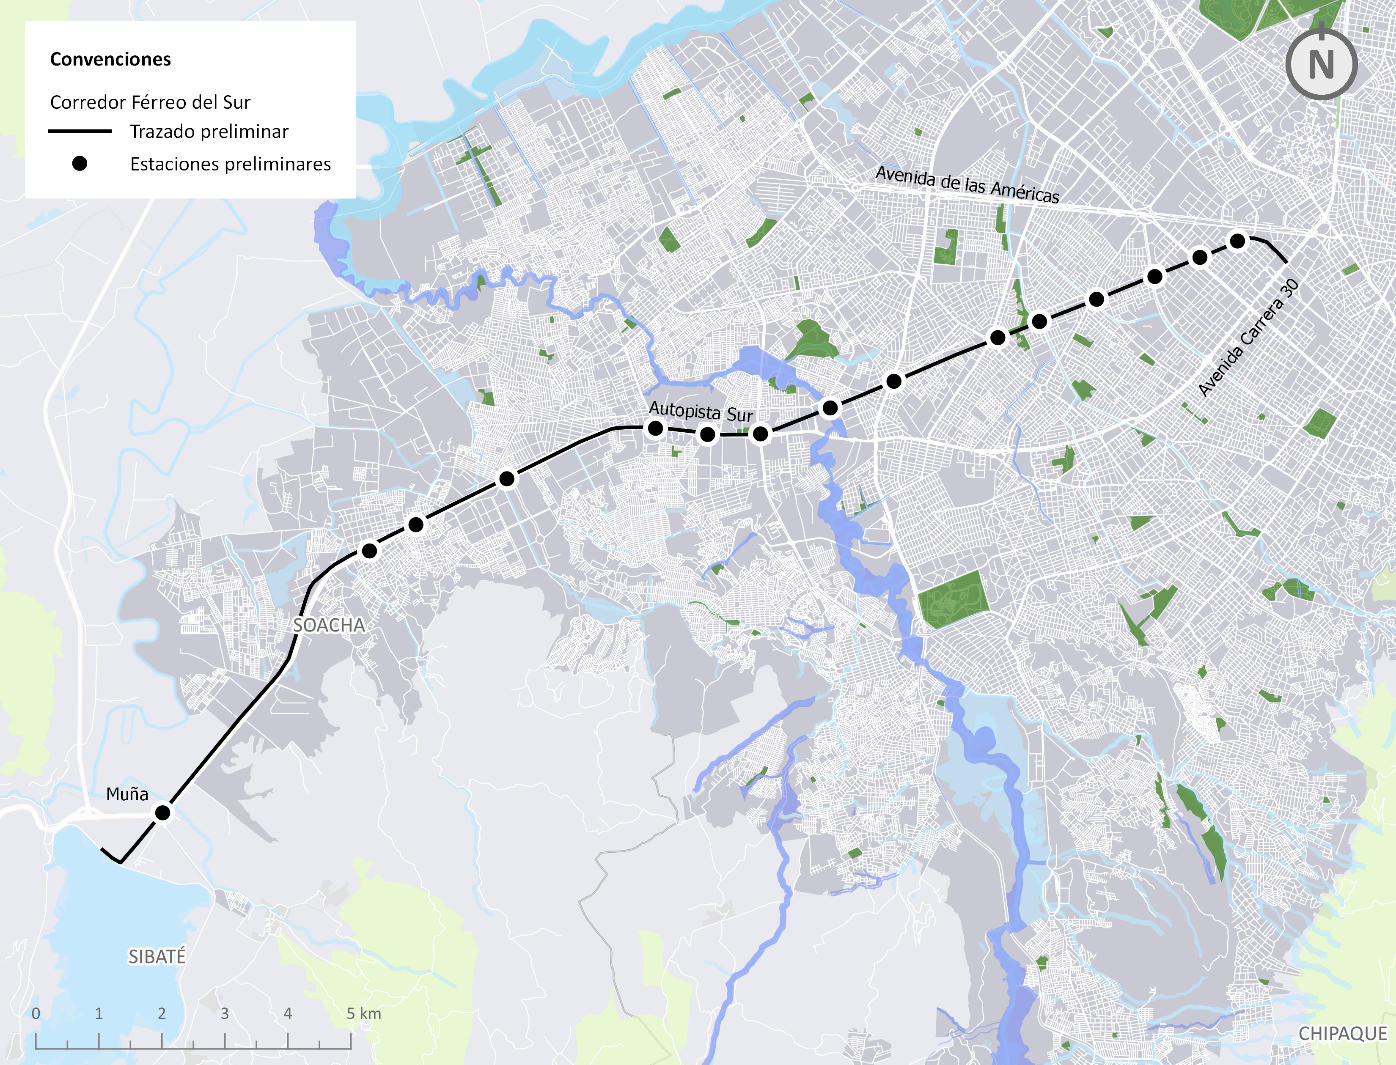 Convenciones
Corredor Férreo del Sur
Trazado preliminar
Estaciones preliminares
N
Avenida de las Américas
Avenida Carrera 30
Autopista Sur
SOACHA
Muña
SIBATÉ
0 1 2 3 4 5 km
CHIPAQUE